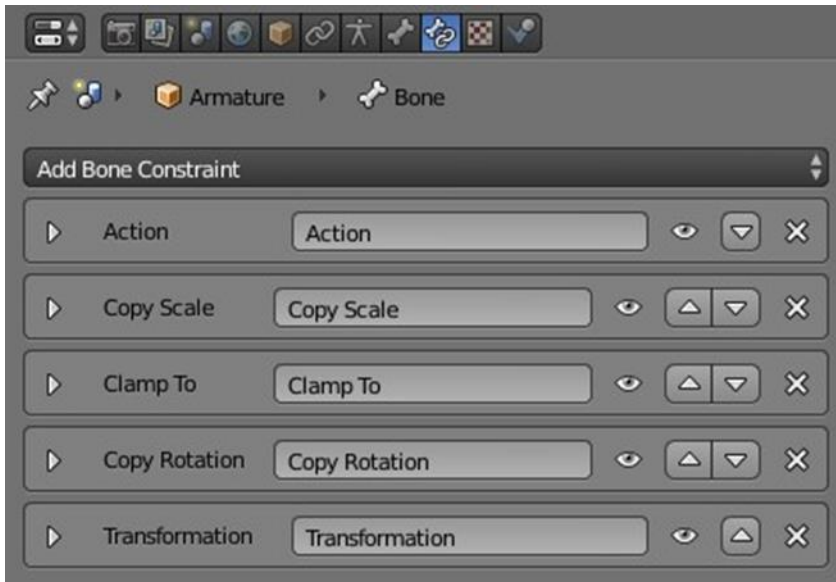 Armature Bone
Add Bone Constraint
Action Action
Copy Scale Copy Scale
Clamp To Clamp To
Copy Rotation Copy Rotation
Transformation Transformation